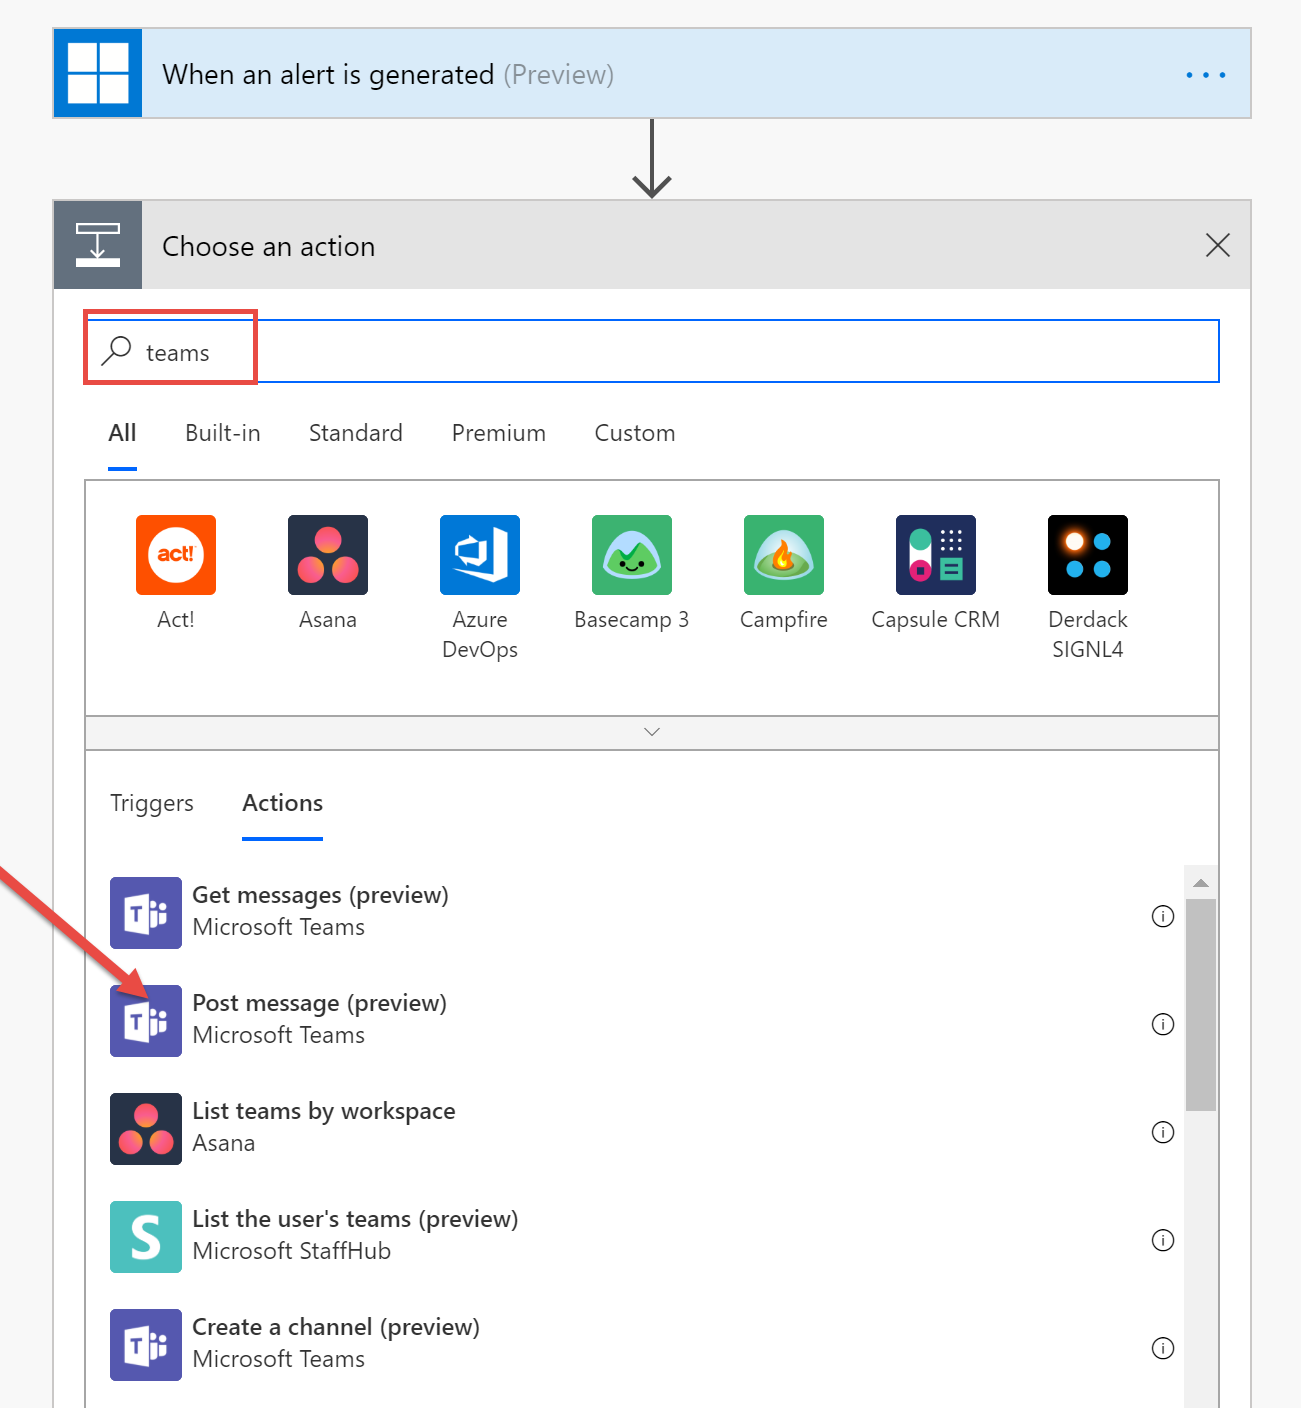 When an alert is generated (Preview)
Choose an action
teams
All Built-in Standard Premium Custom
act!
Act! Asana Azure DevOps Basecamp 3 Campfire Capsule CRM Derdack SIGNL4
Triggers Actions
Get messages (preview)
Microsoft Teams
Post message (preview)
Microsoft Teams
List teams by workspace
Asana
S
List the user's teams (preview)
Microsoft StaffHub
Create a channel (preview)
Microsoft Teams